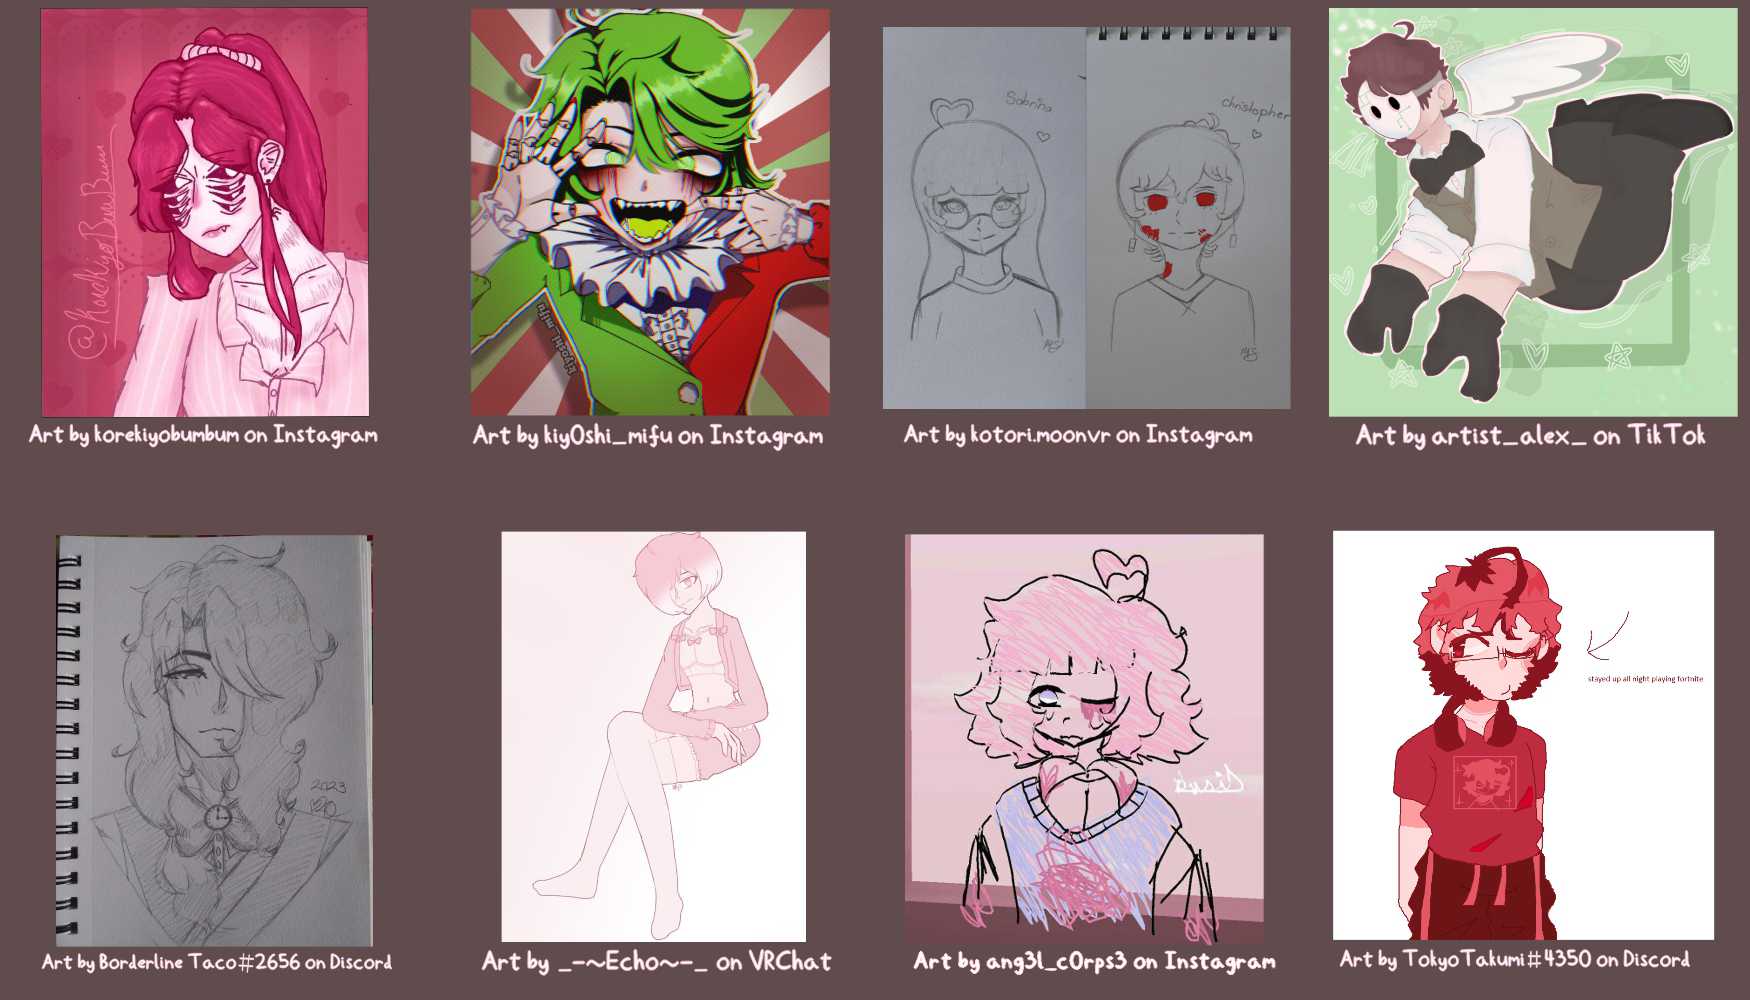 @KorekiyoBumBum
kiyoshi_mifu
Sabrina
christopher
Art by korekiyobumbum on Instagram
Art by kiy0shi_mifu on Instagram
Art by kotori.moonvr on Instagram
Art by artist_alex_ on TikTok
2023
stayed up all night playing fortnite
Art by Borderline Taco#2656 on Discord
Art by _-~Echo~-_ on VRChat
Art by ang3l_c0rps3 on Instagram
Art by TokyoTakumi#4350 on Discord